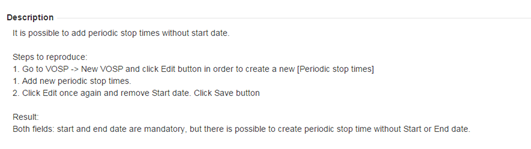 Description
It is possible to add periodic stop times without start date.
Steps to reproduce:
1. Go to VOSP -> New VOSP and click Edit button in order to create a new [Periodic stop times]
1. Add new periodic stop times.
2. Click Edit once again and remove Start date. Click Save button
Result:
Both fields: start and end date are mandatory, but there is possible to create periodic stop time without Start or End date.